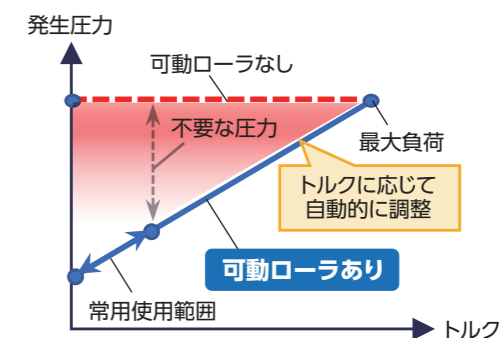 発生圧力
可動ローラなし
不要な圧力
最大負荷
トルクに応じて
自動的に調整
可動ローラあり
常用使用範囲
トルク